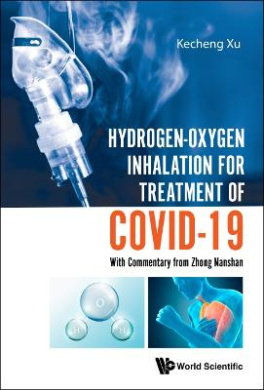 Kecheng Xu
HYDROGEN-OXYGEN
INHALATION FOR
TREATMENT OF
COVID-19
With Commentary from Zhong Nanshan
World Scientific